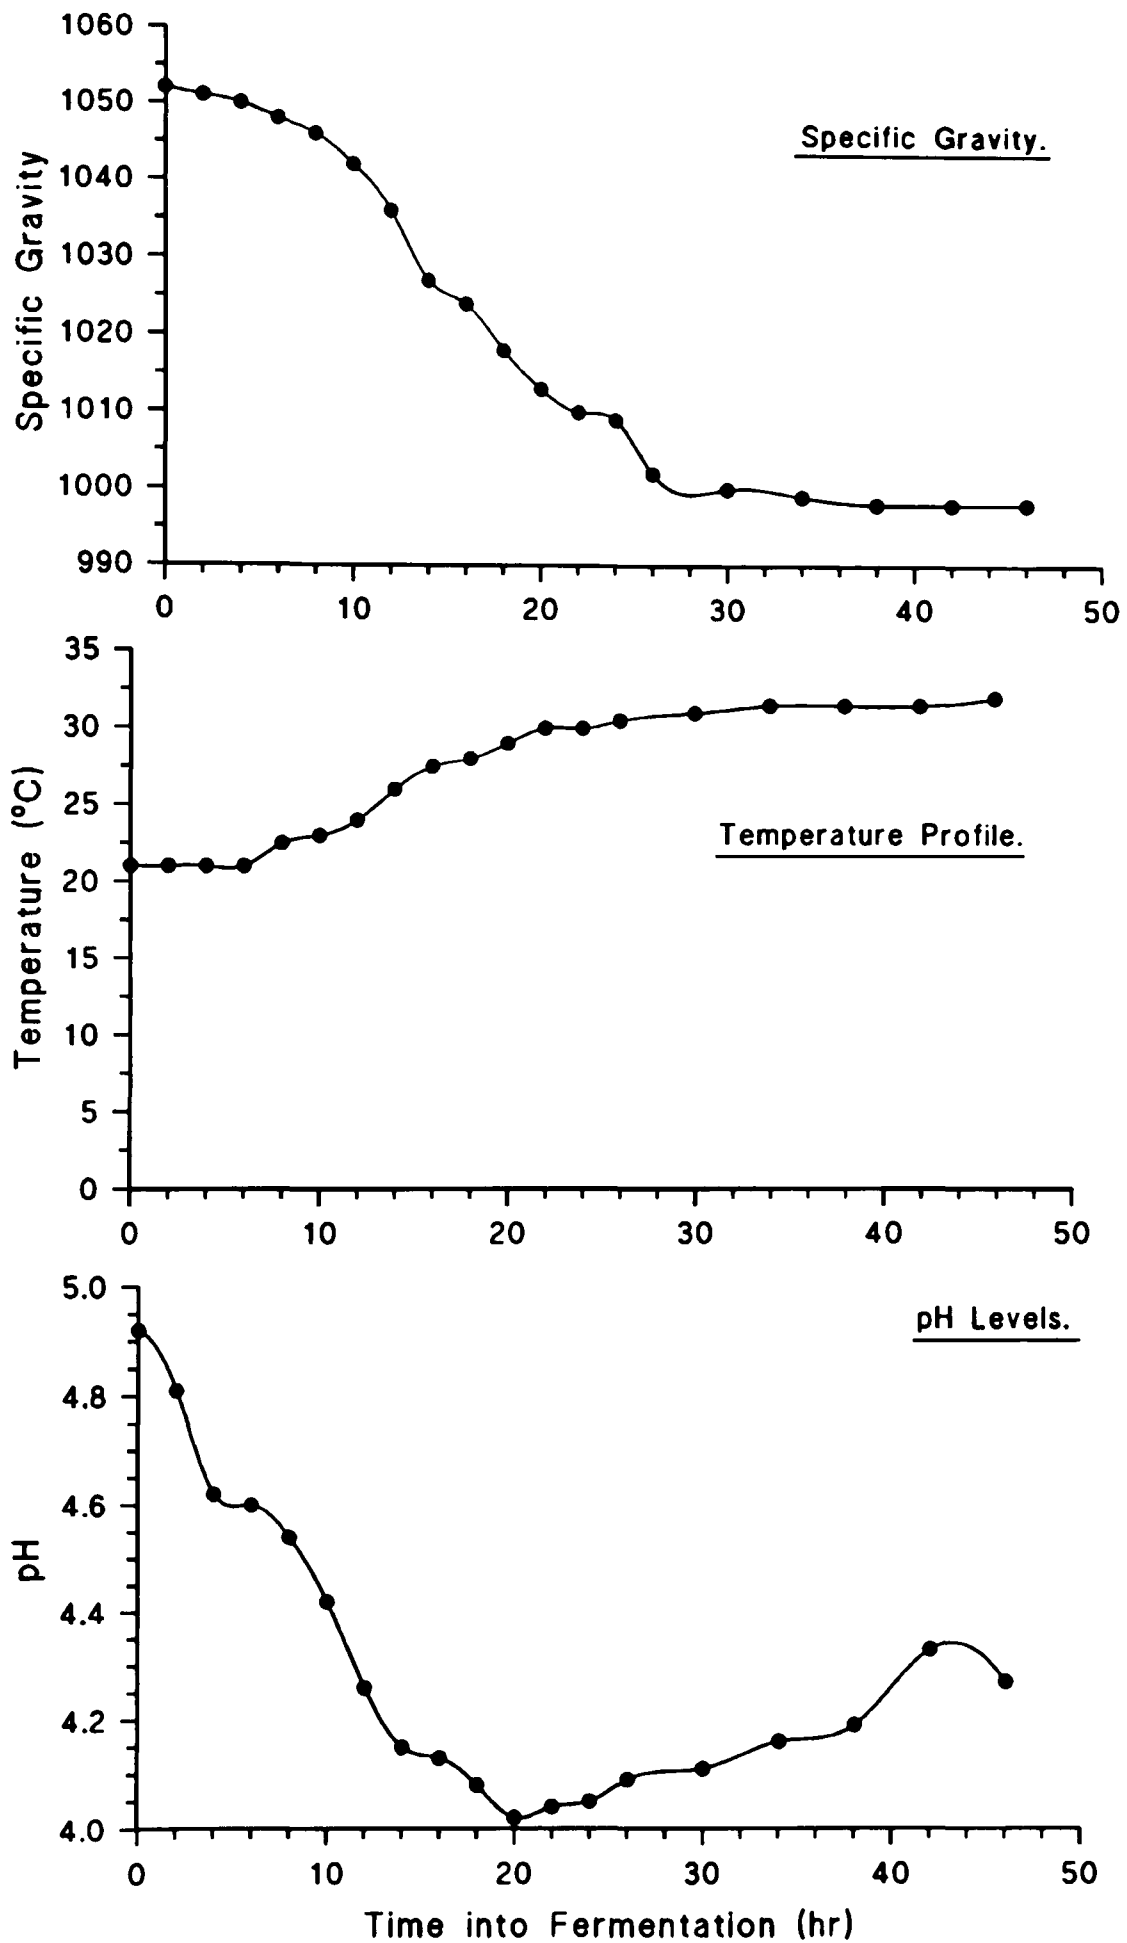 1060
1050
1040
1030
1020
1010
1000
990
Specific Gravity
Specific Gravity.
0 10 20 30 40 50
35
30
25
20
15
10
5
0
Temperature (°C)
Temperature Profile.
0 10 20 30 40 50
5.0
4.8
4.6
4.4
4.2
4.0
pH
pH Levels.
0 10 20 30 40 50
Time into Fermentation (hr)